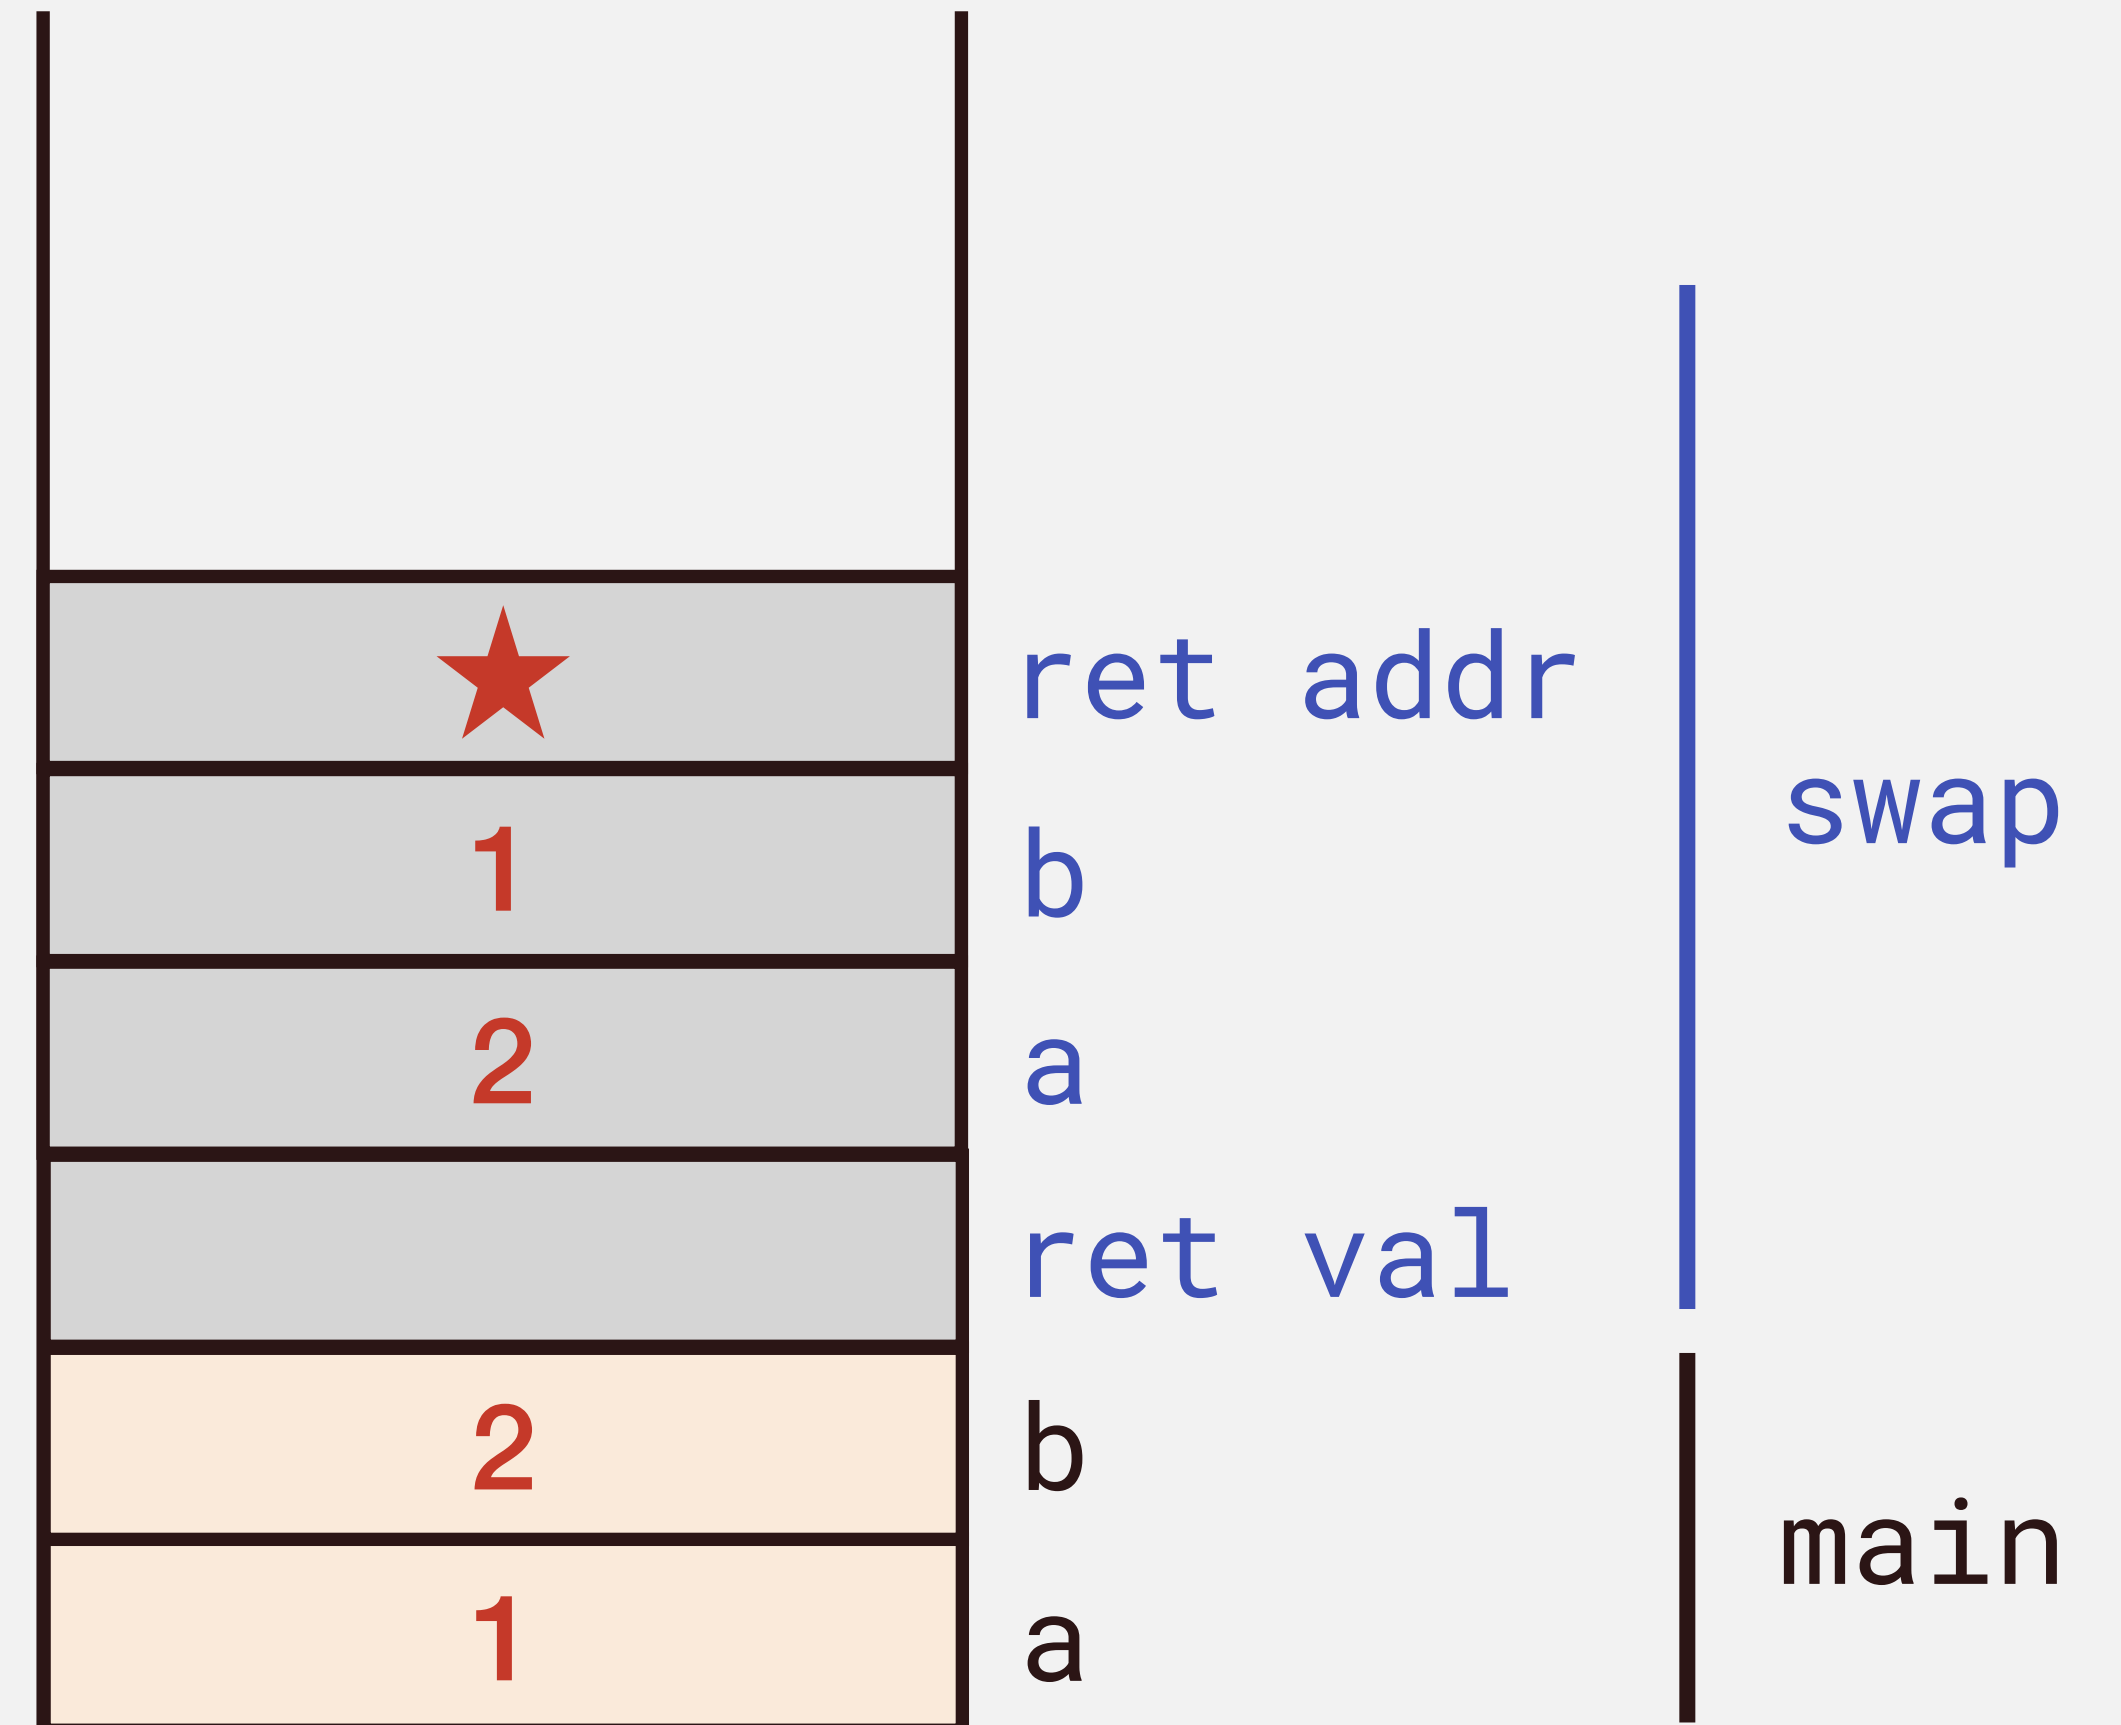 ★ ret addr
1 b
swap
2 a
ret val
2 b
main
1 a